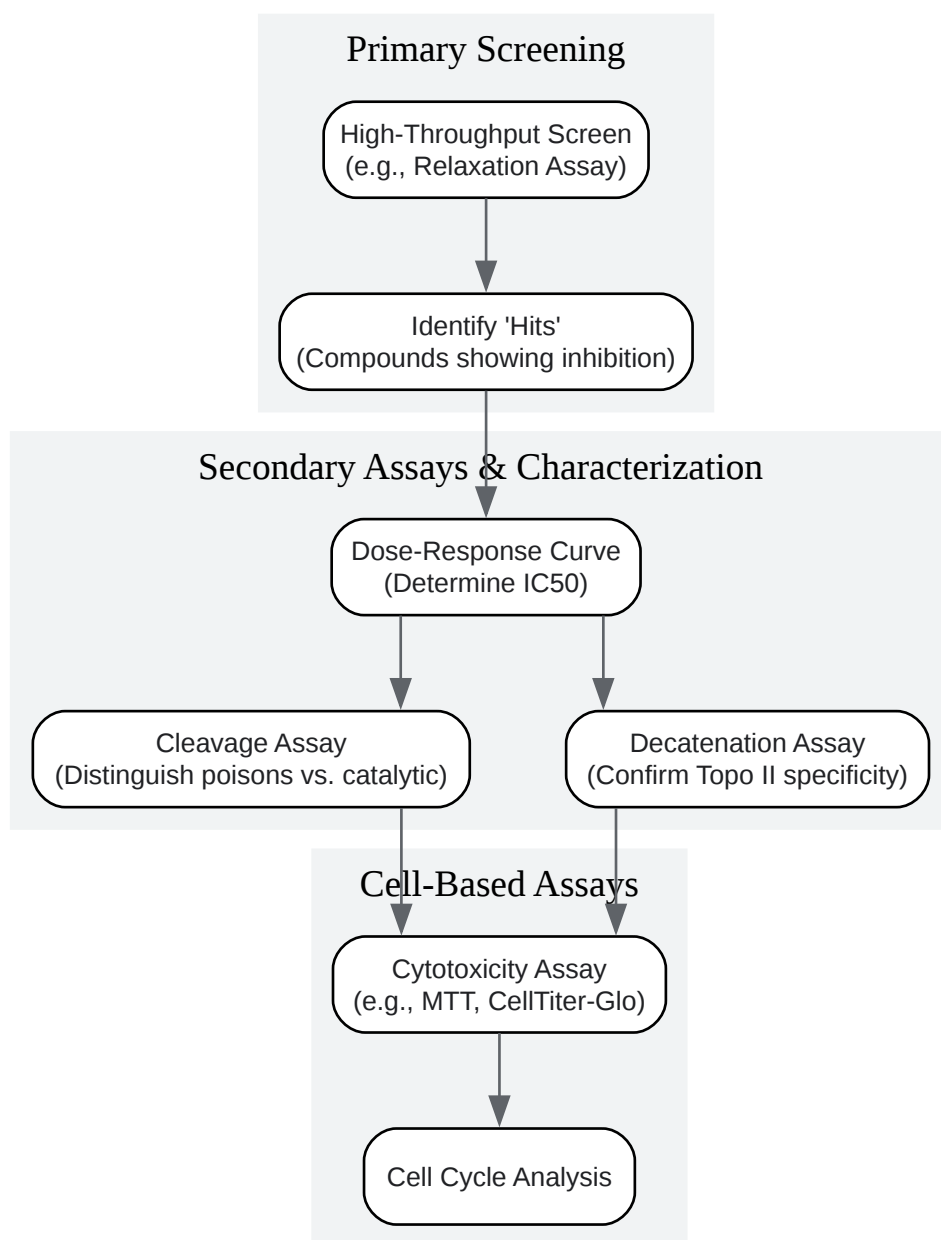 Primary Screening
High-Throughput Screen
(e.g., Relaxation Assay)
Identify 'Hits'
(Compounds showing inhibition)
Secondary Assays & Characterization
Dose-Response Curve
(Determine IC50)
Cleavage Assay
(Distinguish poisons vs. catalytic)
Decatenation Assay
(Confirm Topo II specificity)
Cell-Based Assays
Cytotoxicity Assay
(e.g., MTT, CellTiter-Glo)
Cell Cycle Analysis